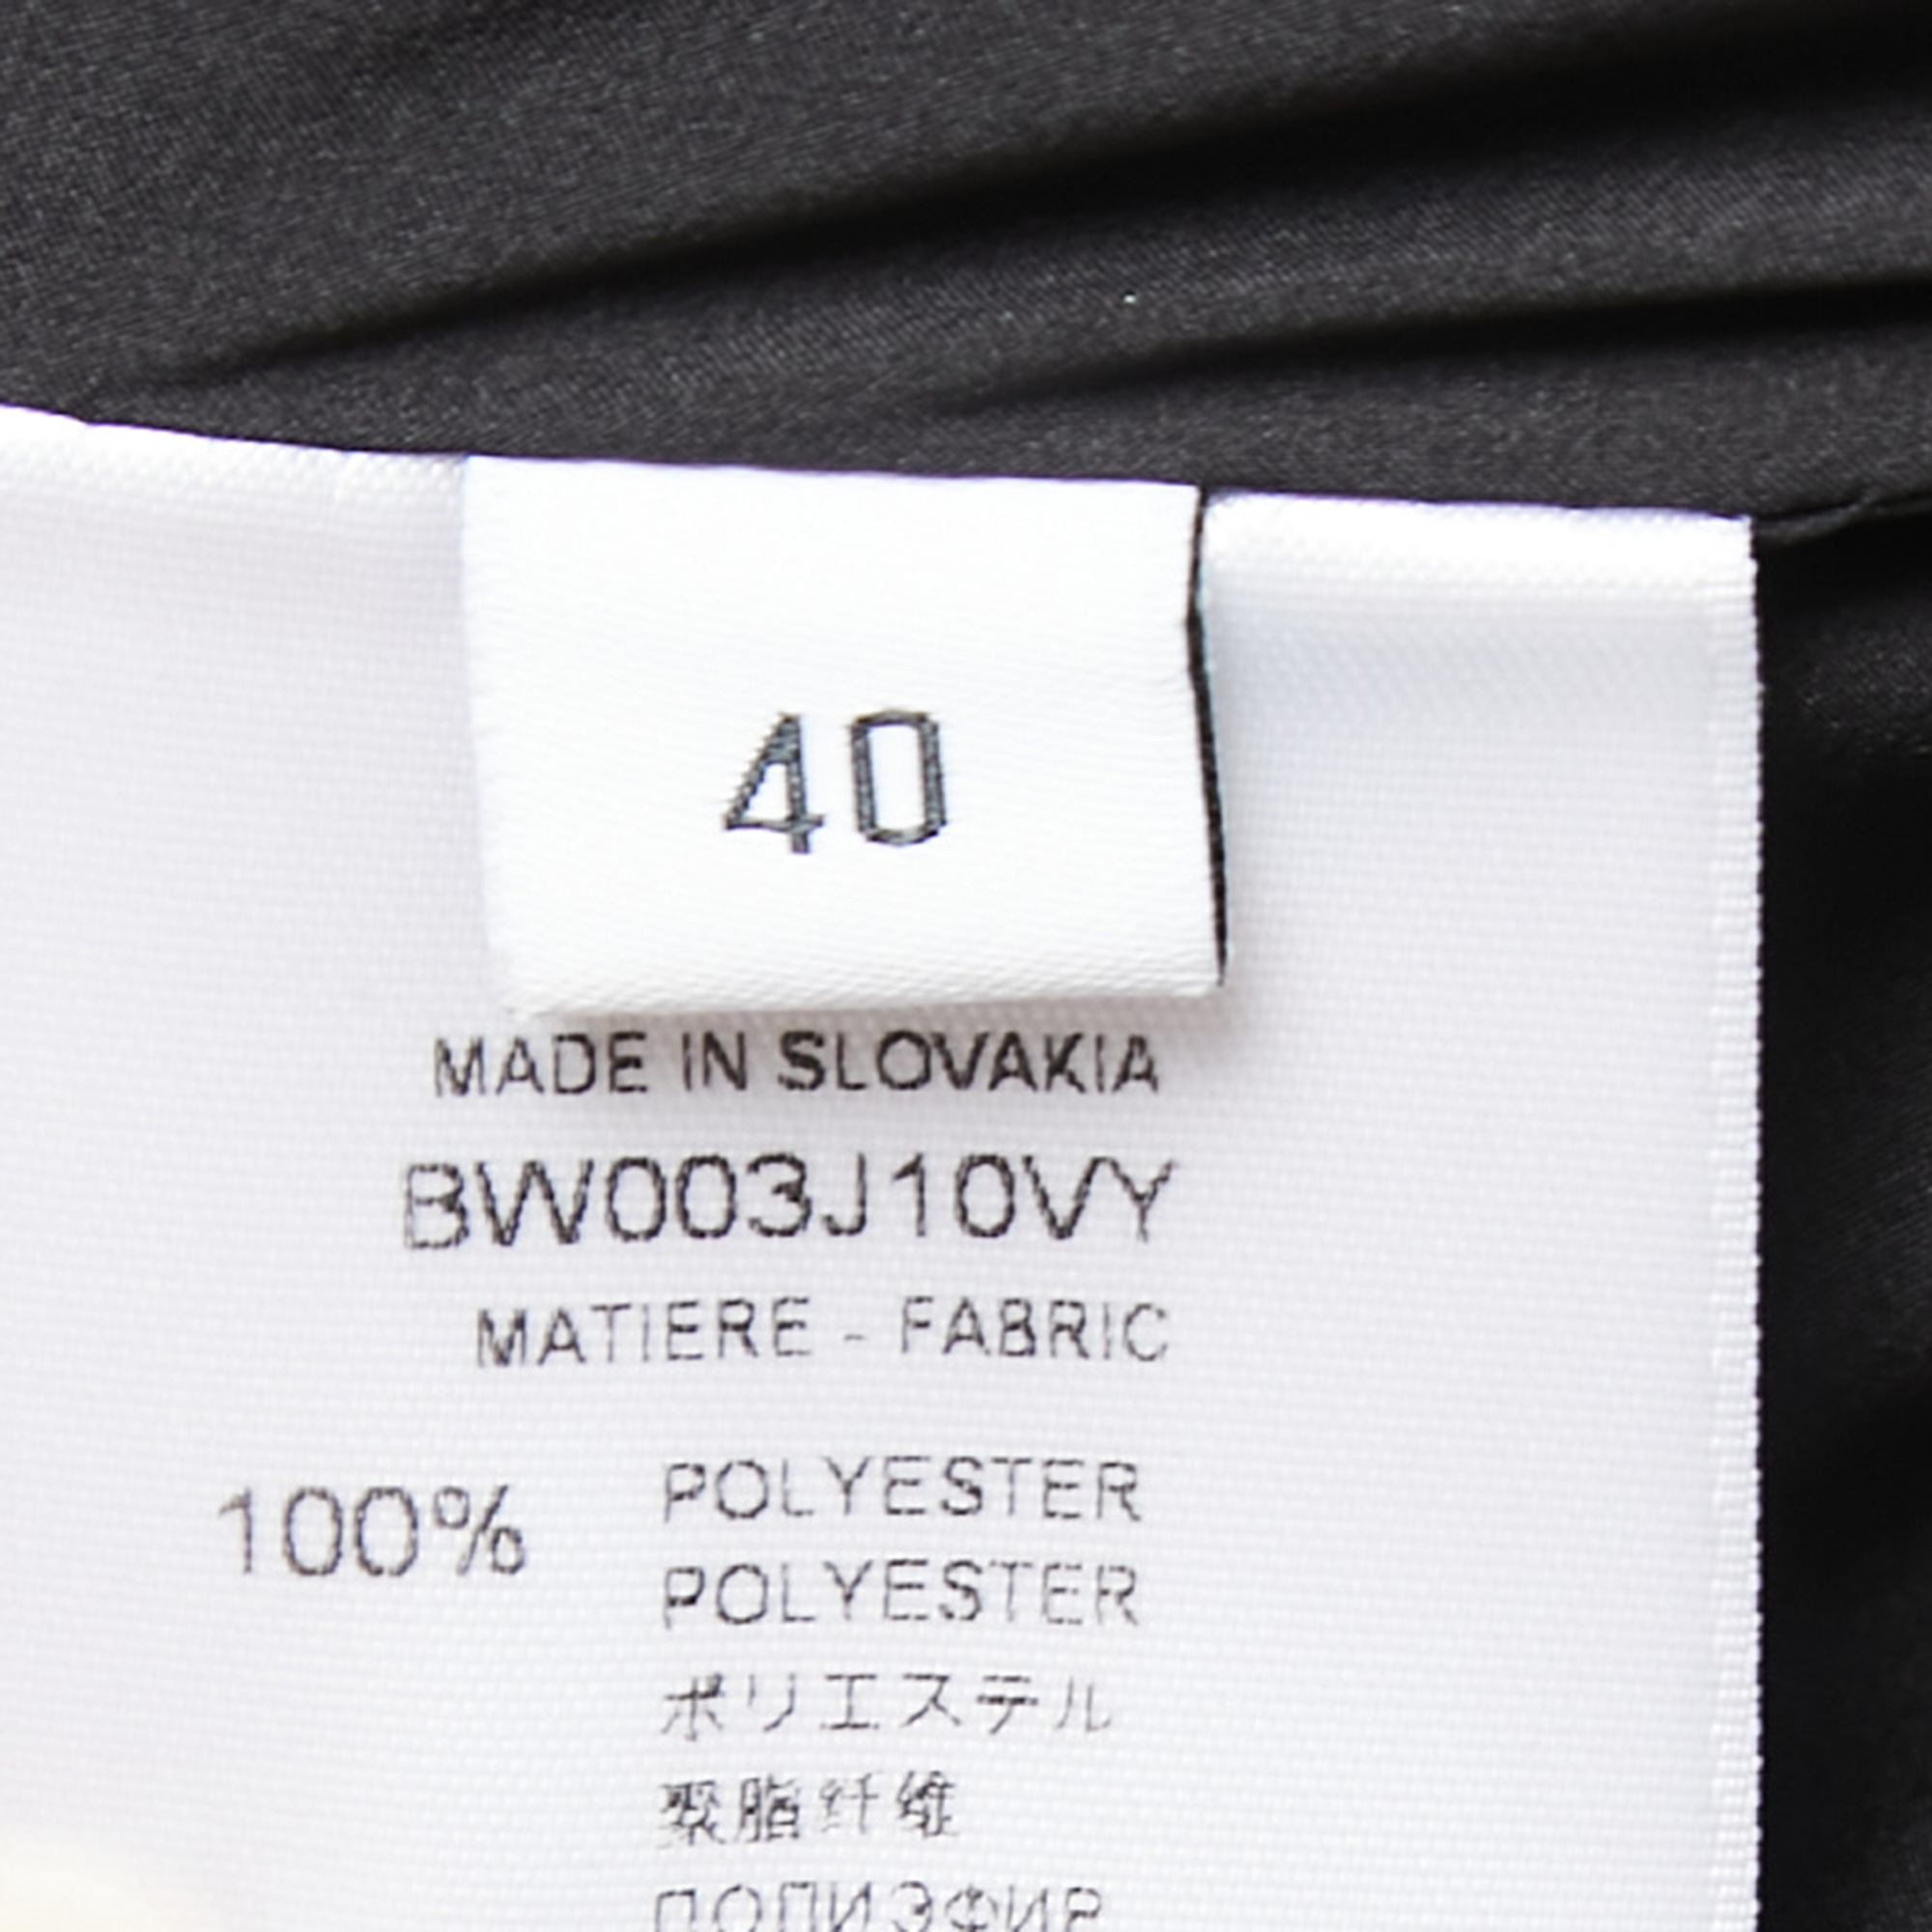 40
MADE IN SLOVAKIA
BW003J10VY
MATIERE - FABRIC
100%
POLYESTER
POLYESTER
ポリエステル
聚脂纤维
ПОЛИЭФИР